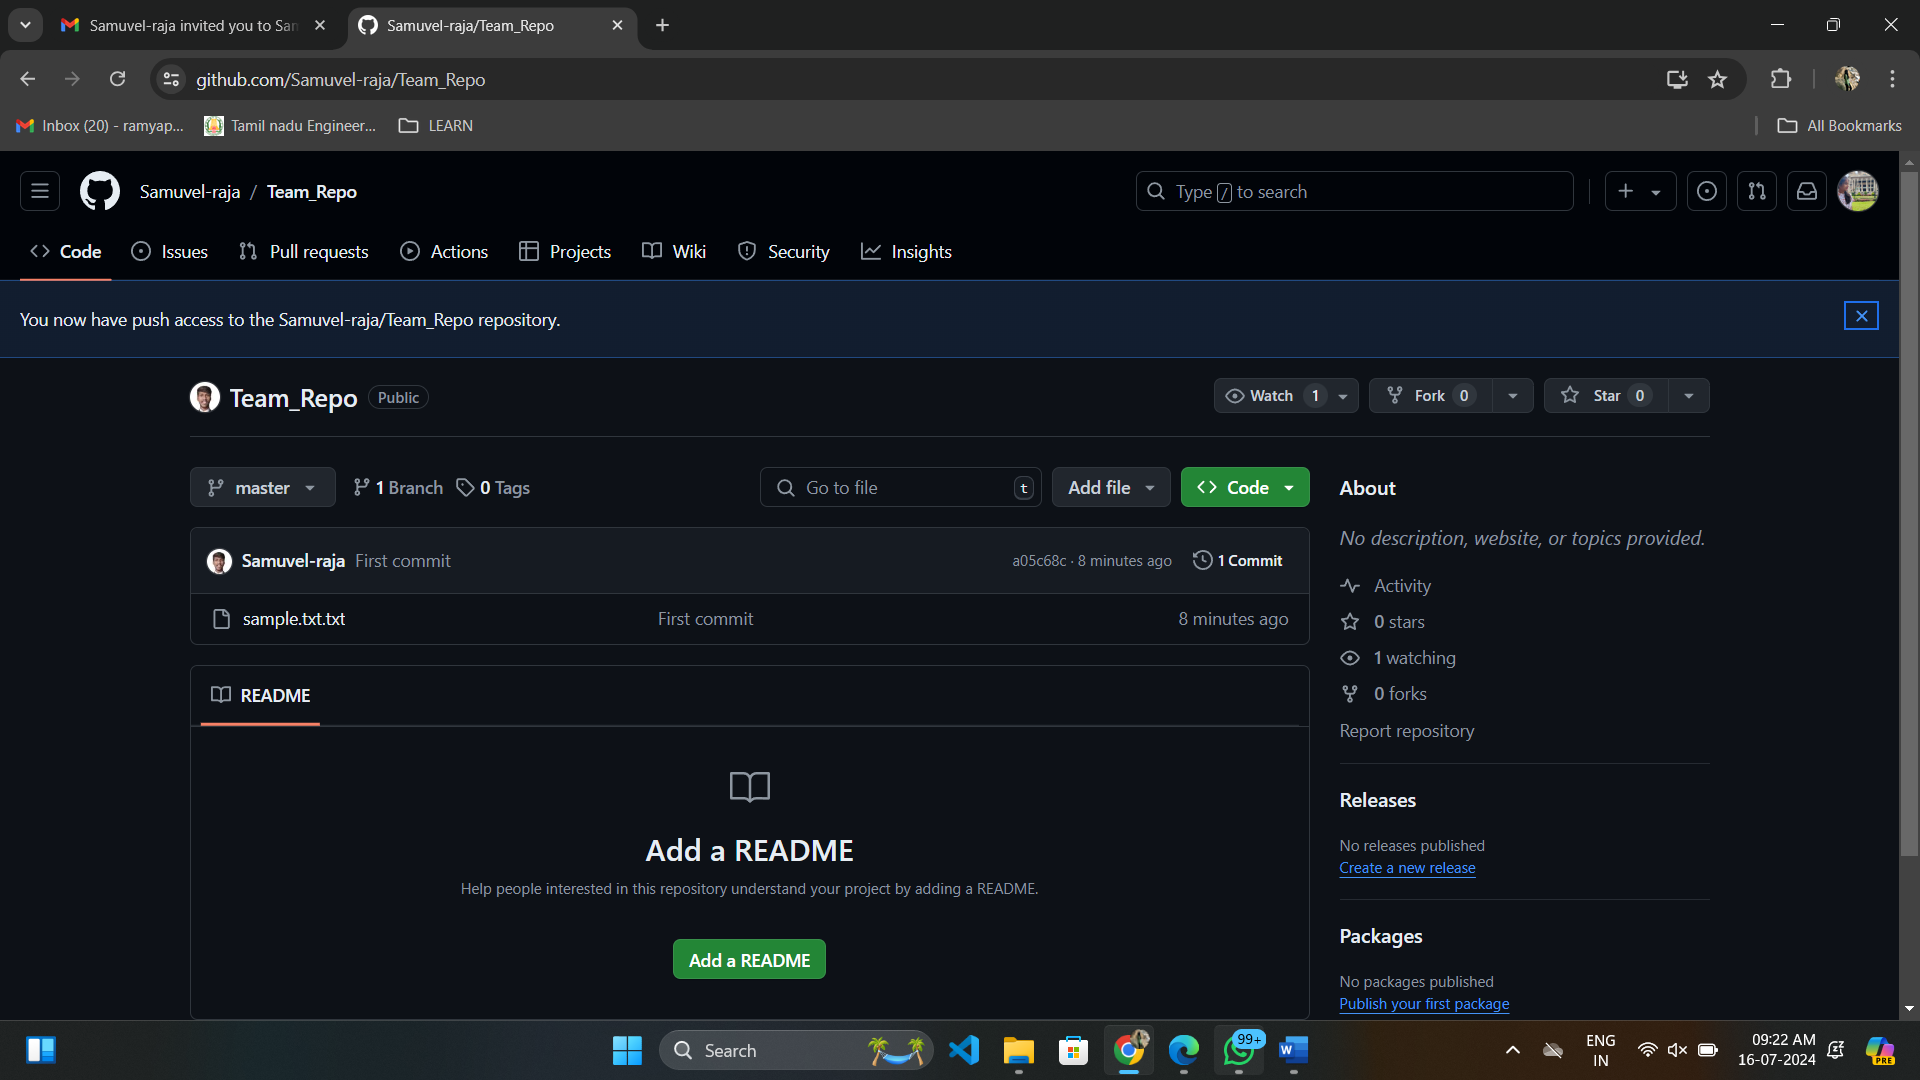 Samuvel-raja invited you to San
Samuvel-raja/Team_Repo
github.com/Samuvel-raja/Team_Repo
Inbox (20) - ramyap...
Tamil nadu Engineer...
LEARN
All Bookmarks
Samuvel-raja / Team_Repo
Type / to search
Code
Issues
Pull requests
Actions
Projects
Wiki
Security
Insights
You now have push access to the Samuvel-raja/Team_Repo repository.
Team_Repo
Public
Watch 1
Fork 0
Star 0
master
1 Branch
0 Tags
Go to file
t
Add file
Code
Samuvel-raja First commit
a05c68c · 8 minutes ago
1 Commit
sample.txt.txt
First commit
8 minutes ago
README
Add a README
Help people interested in this repository understand your project by adding a README.
Add a README
About
No description, website, or topics provided.
Activity
0 stars
1 watching
0 forks
Report repository
Releases
No releases published
Create a new release
Packages
No packages published
Publish your first package
Search
99+
W
ENG
IN
09:22 AM
16-07-2024
PRE